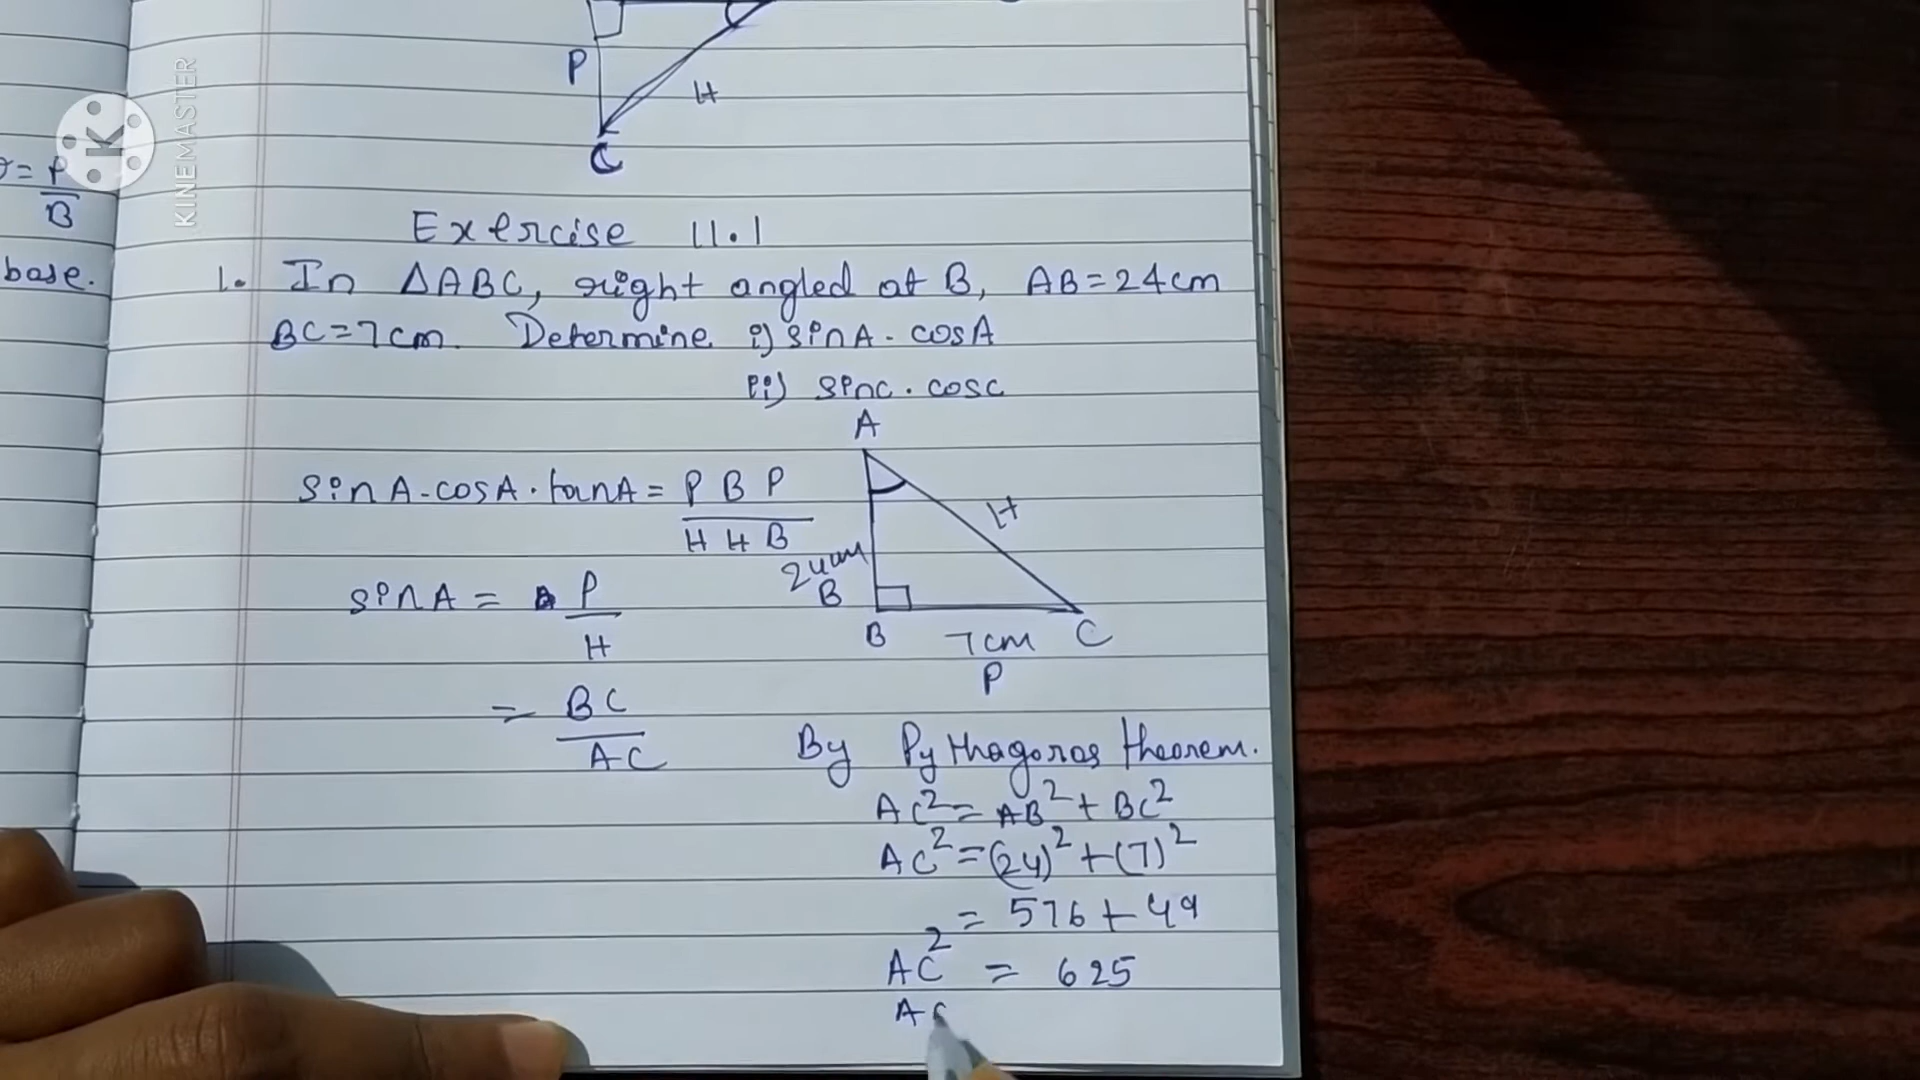 P
H
C
KINEMASTER
= P
B
base.
Exercise 11.1
1. In △ABC, right angled at B, AB=24cm
BC=7cm. Determine i) sinA. cosA
ii) sinc. cosc
A
sinA.cosA.tanA= P B P
H H B
H
24cm
B
sinA = P
H
B 7cm C
P
= BC
AC
By Pythagoras theorem.
AC²=AB²+BC²
AC²=(24)²+(7)²
= 576+49
AC² = 625
AC